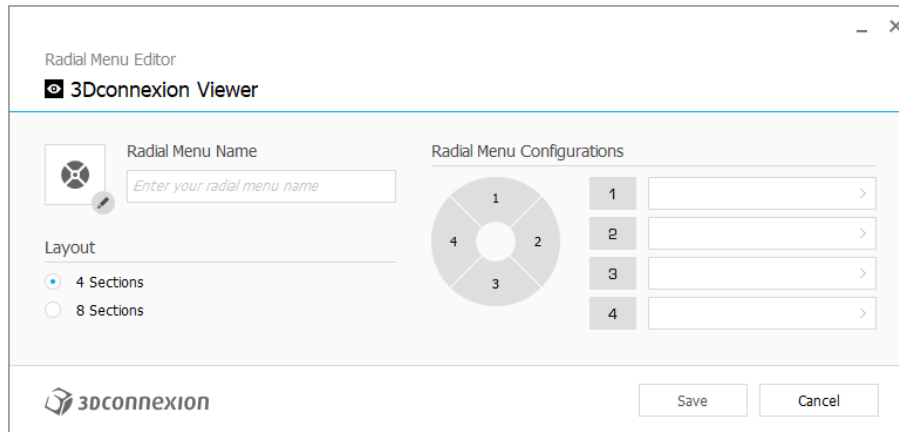 Radial Menu Editor
3Dconnexion Viewer
Radial Menu Name
Enter your radial menu name
Layout
4 Sections
8 Sections
Radial Menu Configurations
1
2
3
4
1
2
3
4
3Dconnexion
Save
Cancel